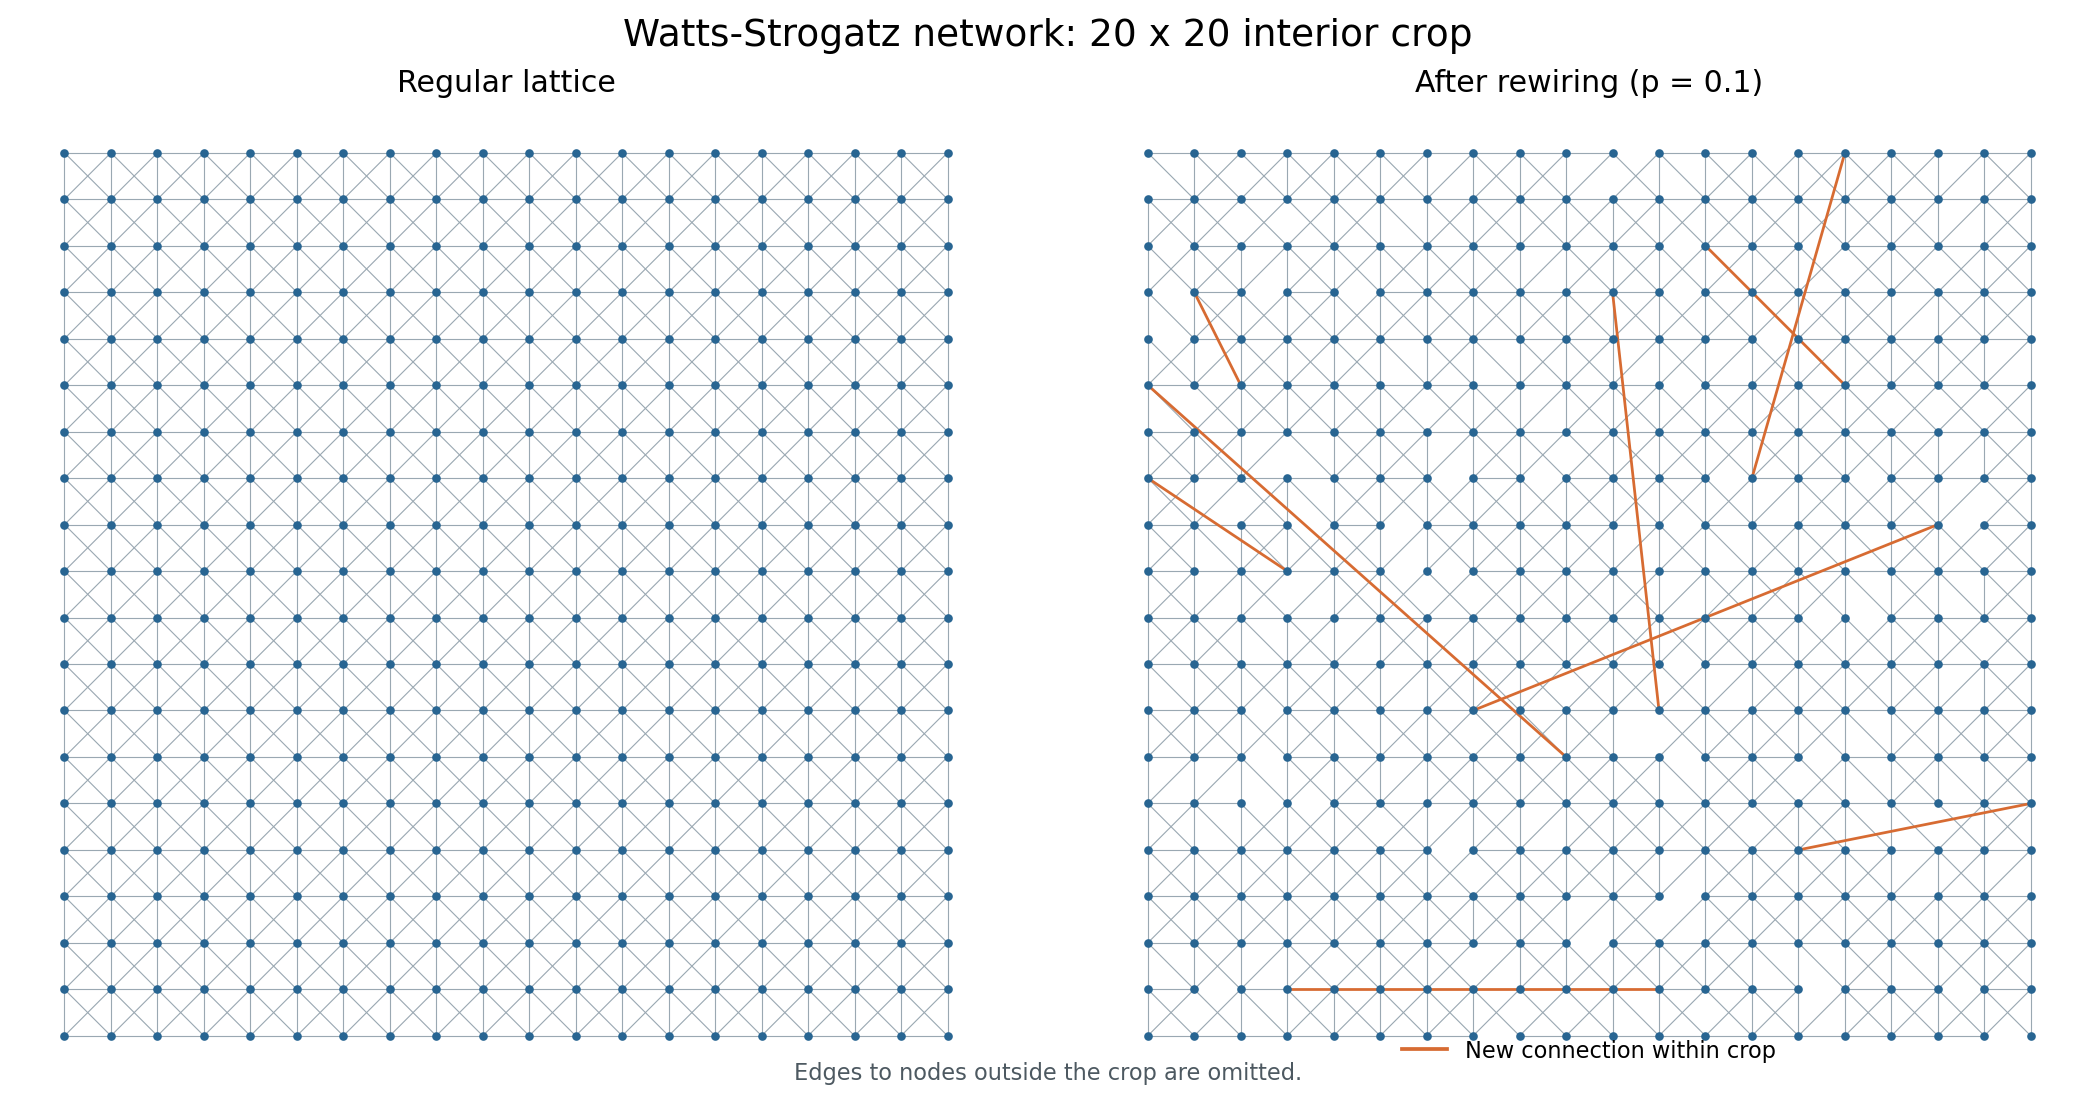 Watts-Strogatz network: 20 x 20 interior crop
Regular lattice
After rewiring (p = 0.1)
New connection within crop
Edges to nodes outside the crop are omitted.